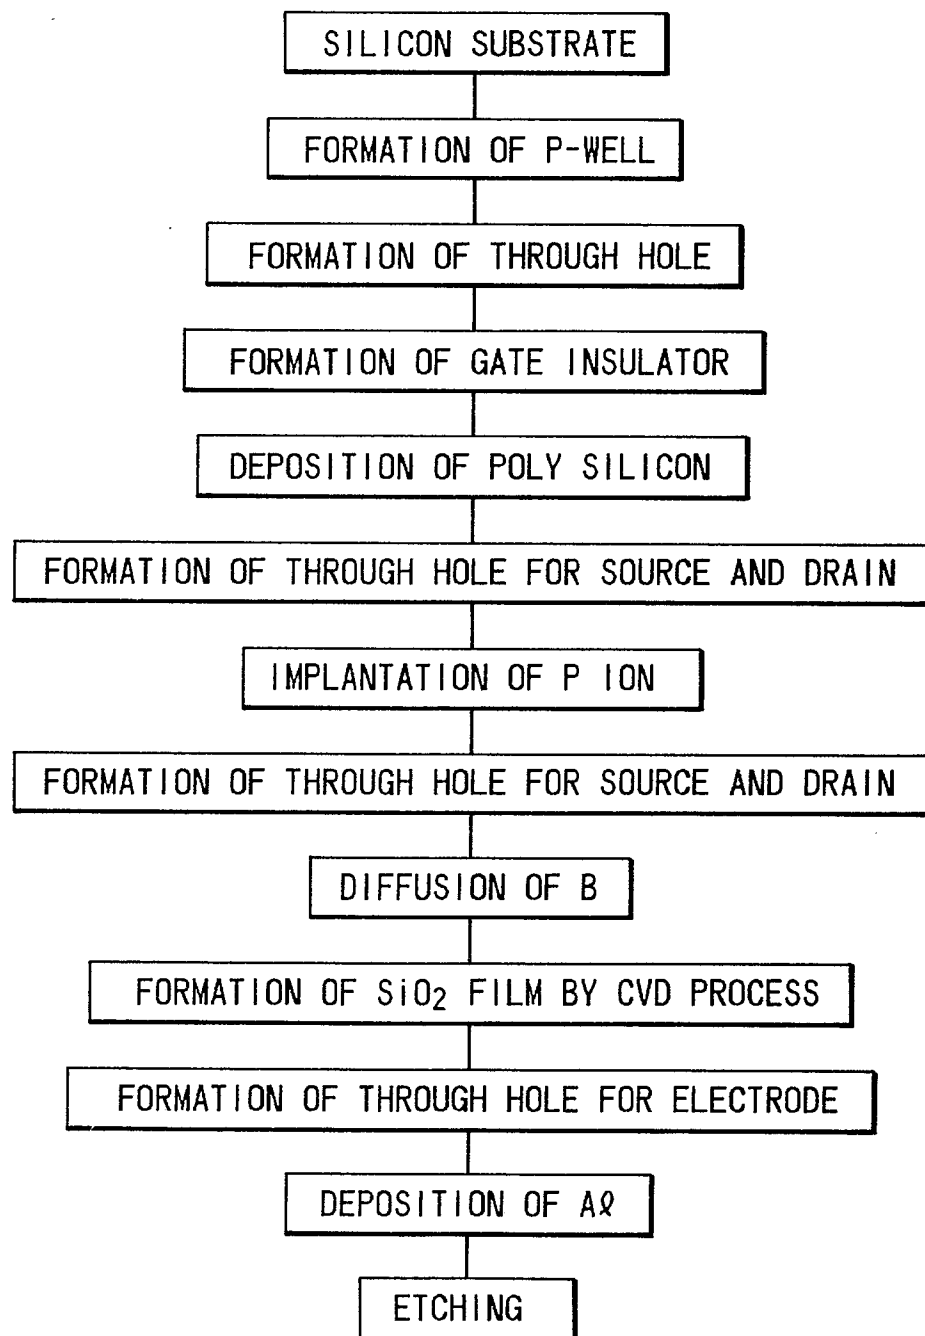 SILICON SUBSTRATE
FORMATION OF P-WELL
FORMATION OF THROUGH HOLE
FORMATION OF GATE INSULATOR
DEPOSITION OF POLY SILICON
FORMATION OF THROUGH HOLE FOR SOURCE AND DRAIN
IMPLANTATION OF P ION
FORMATION OF THROUGH HOLE FOR SOURCE AND DRAIN
DIFFUSION OF B
FORMATION OF SiO₂ FILM BY CVD PROCESS
FORMATION OF THROUGH HOLE FOR ELECTRODE
DEPOSITION OF Aℓ
ETCHING